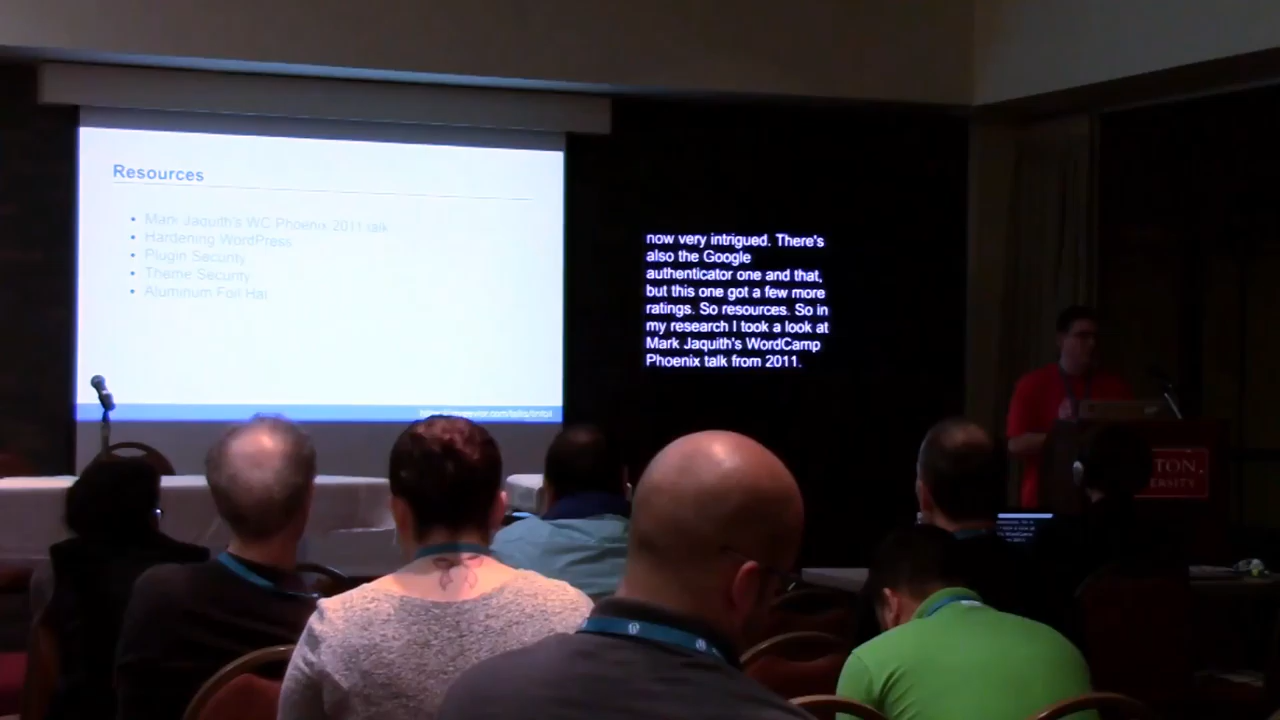 Resources
Mark Jaquith's WC Phoenix 2011 talk
Hardening WordPress
Plugin Security
Theme Security
Aluminum Foil Hat
now very intrigued. There's
also the Google
authenticator one and that,
but this one got a few more
ratings. So resources. So in
my research I took a look at
Mark Jaquith's WordCamp
Phoenix talk from 2011.
TON
ERSITY